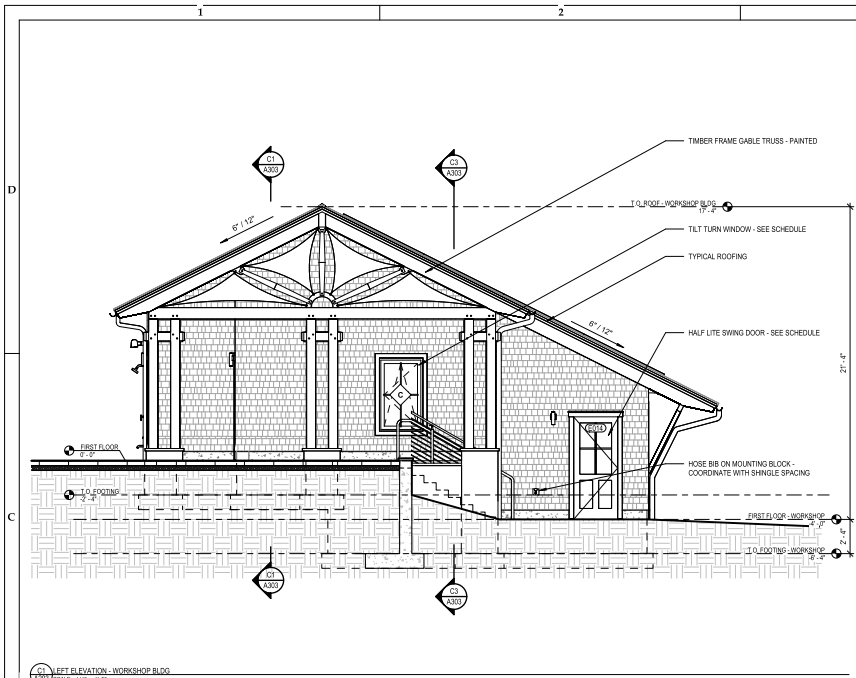 1
2
D
C
C1
A303
C3
A303
TIMBER FRAME GABLE TRUSS - PAINTED
T.O. ROOF - WORKSHOP BLDG
17' - 4"
6" / 12"
TILT TURN WINDOW - SEE SCHEDULE
TYPICAL ROOFING
6" / 12"
HALF LITE SWING DOOR - SEE SCHEDULE
21' - 4"
C
E014
FIRST FLOOR
0' - 0"
HOSE BIB ON MOUNTING BLOCK -
COORDINATE WITH SHINGLE SPACING
T.O. FOOTING
-2' - 4"
FIRST FLOOR - WORKSHOP
2' - 4"
T.O. FOOTING - WORKSHOP
-6' - 4"
C1
A303
C3
A303
C1
LEFT ELEVATION - WORKSHOP BLDG